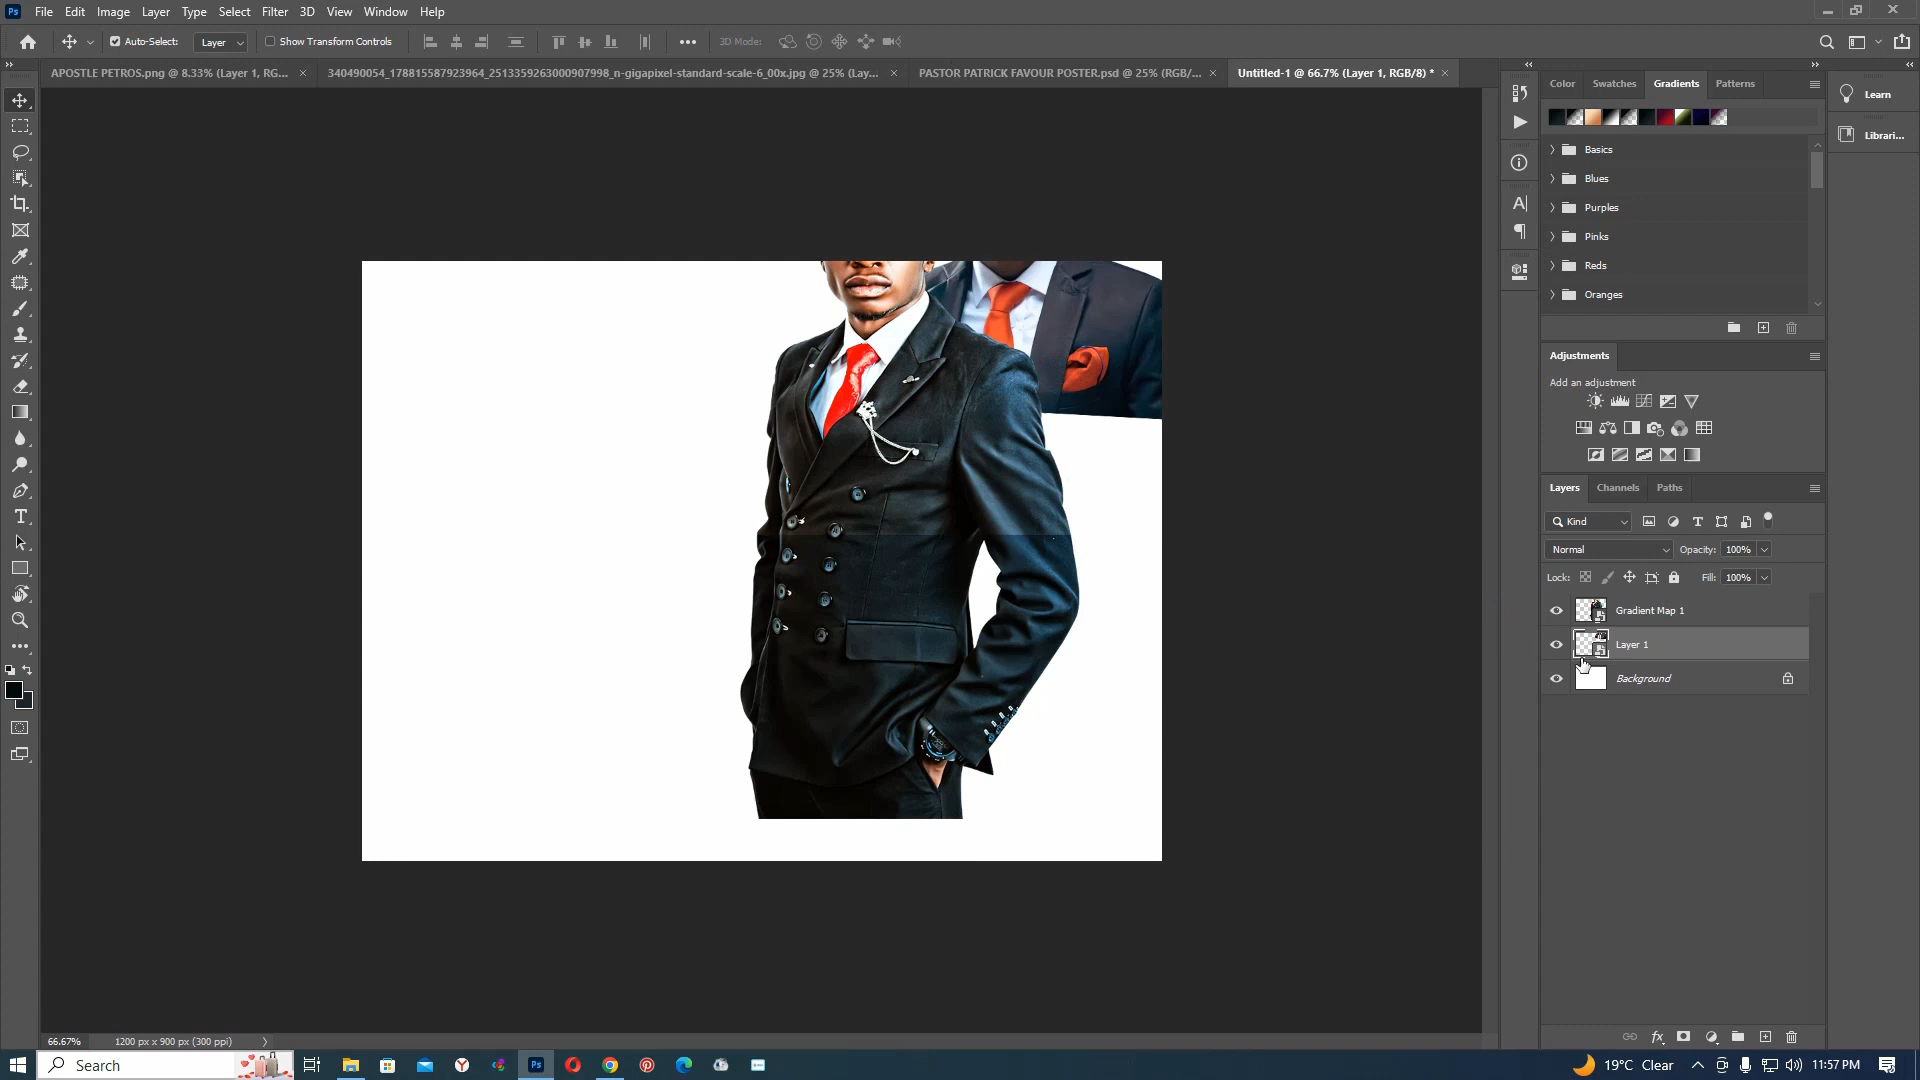 Ps File Edit Image Layer Type Select Filter 3D View Window Help
Auto-Select: Layer Show Transform Controls 3D Mode:
APOSTLE PETROS.png @ 8.33% (Layer 1, RG... 340490054_178815587923964_2513359263000907998_n-gigapixel-standard-scale-6_00x.jpg @ 25% (Lay... PASTOR PATRICK FAVOUR POSTER.psd @ 25% (RGB/... Untitled-1 @ 66.7% (Layer 1, RGB/8) *
Color Swatches Gradients Patterns
Learn
Librari...
Basics
Blues
Purples
Pinks
Reds
Oranges
Adjustments
Add an adjustment
Layers Channels Paths
Kind
Normal Opacity: 100%
Lock: Fill: 100%
Gradient Map 1
Layer 1
Background
66.67% 1200 px x 900 px (300 ppi)
Search Ps 19°C Clear 11:57 PM